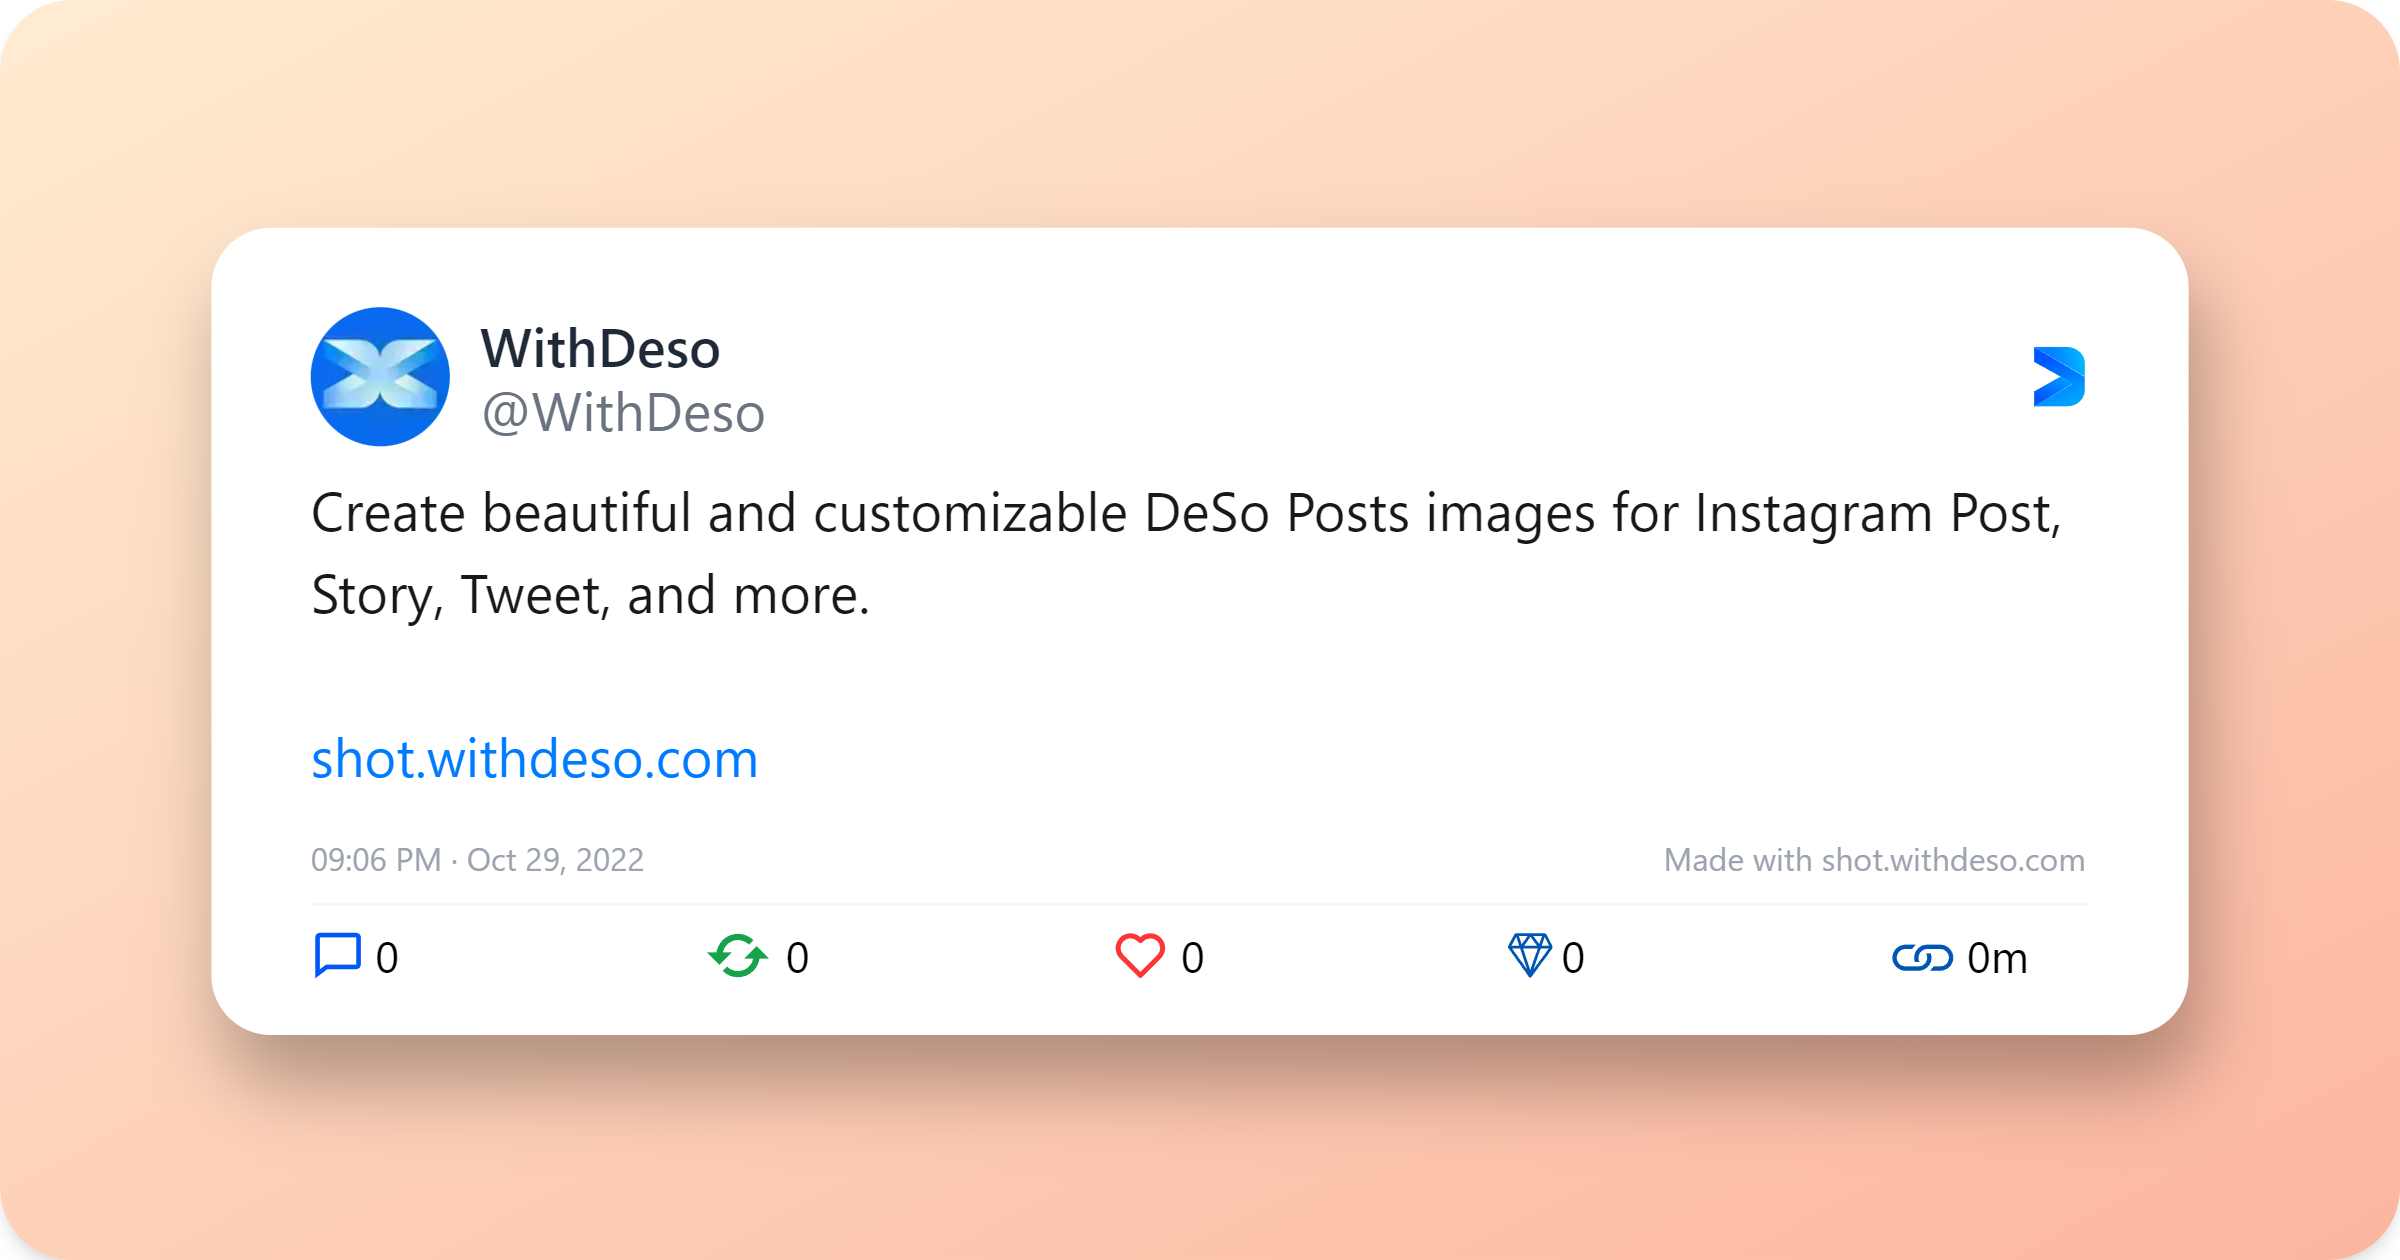 WithDeso
@WithDeso
Create beautiful and customizable DeSo Posts images for Instagram Post,
Story, Tweet, and more.
shot.withdeso.com
09:06 PM · Oct 29, 2022
Made with shot.withdeso.com
0
0
0
0
0m